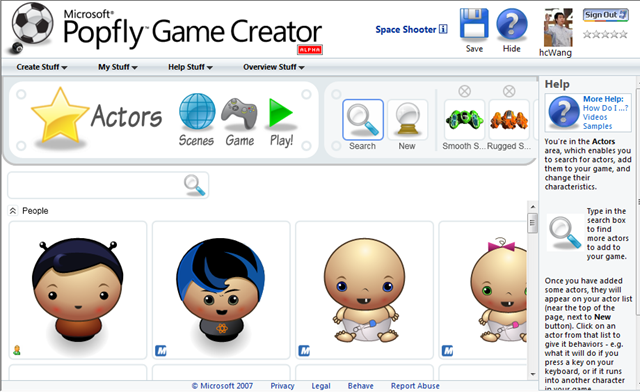 Microsoft®
Popfly™ Game Creator
ALPHA
Space Shooter
Save
Hide
hcWang
Sign Out
Create Stuff
My Stuff
Help Stuff
Overview Stuff
Actors
Scenes
Game
Play!
Search
New
Smooth S...
Rugged S...
People
Help
More Help:
How Do I ...?
Videos
Samples
You're in the Actors
area, which enables you
to search for actors, add
them to your game, and
change their
characteristics.
Type in the
search box
to find
more actors
to add to
your game.
Once you have added
some actors, they will
appear on your actor list
(near the top of the
page, next to New
button). Click on an
actor from that list to
give it behaviors - e.g.
what it will do if you
press a key on your
keyboard, or if it runs
into another character
in your game.
© Microsoft 2007
Privacy
Legal
Behave
Report Abuse